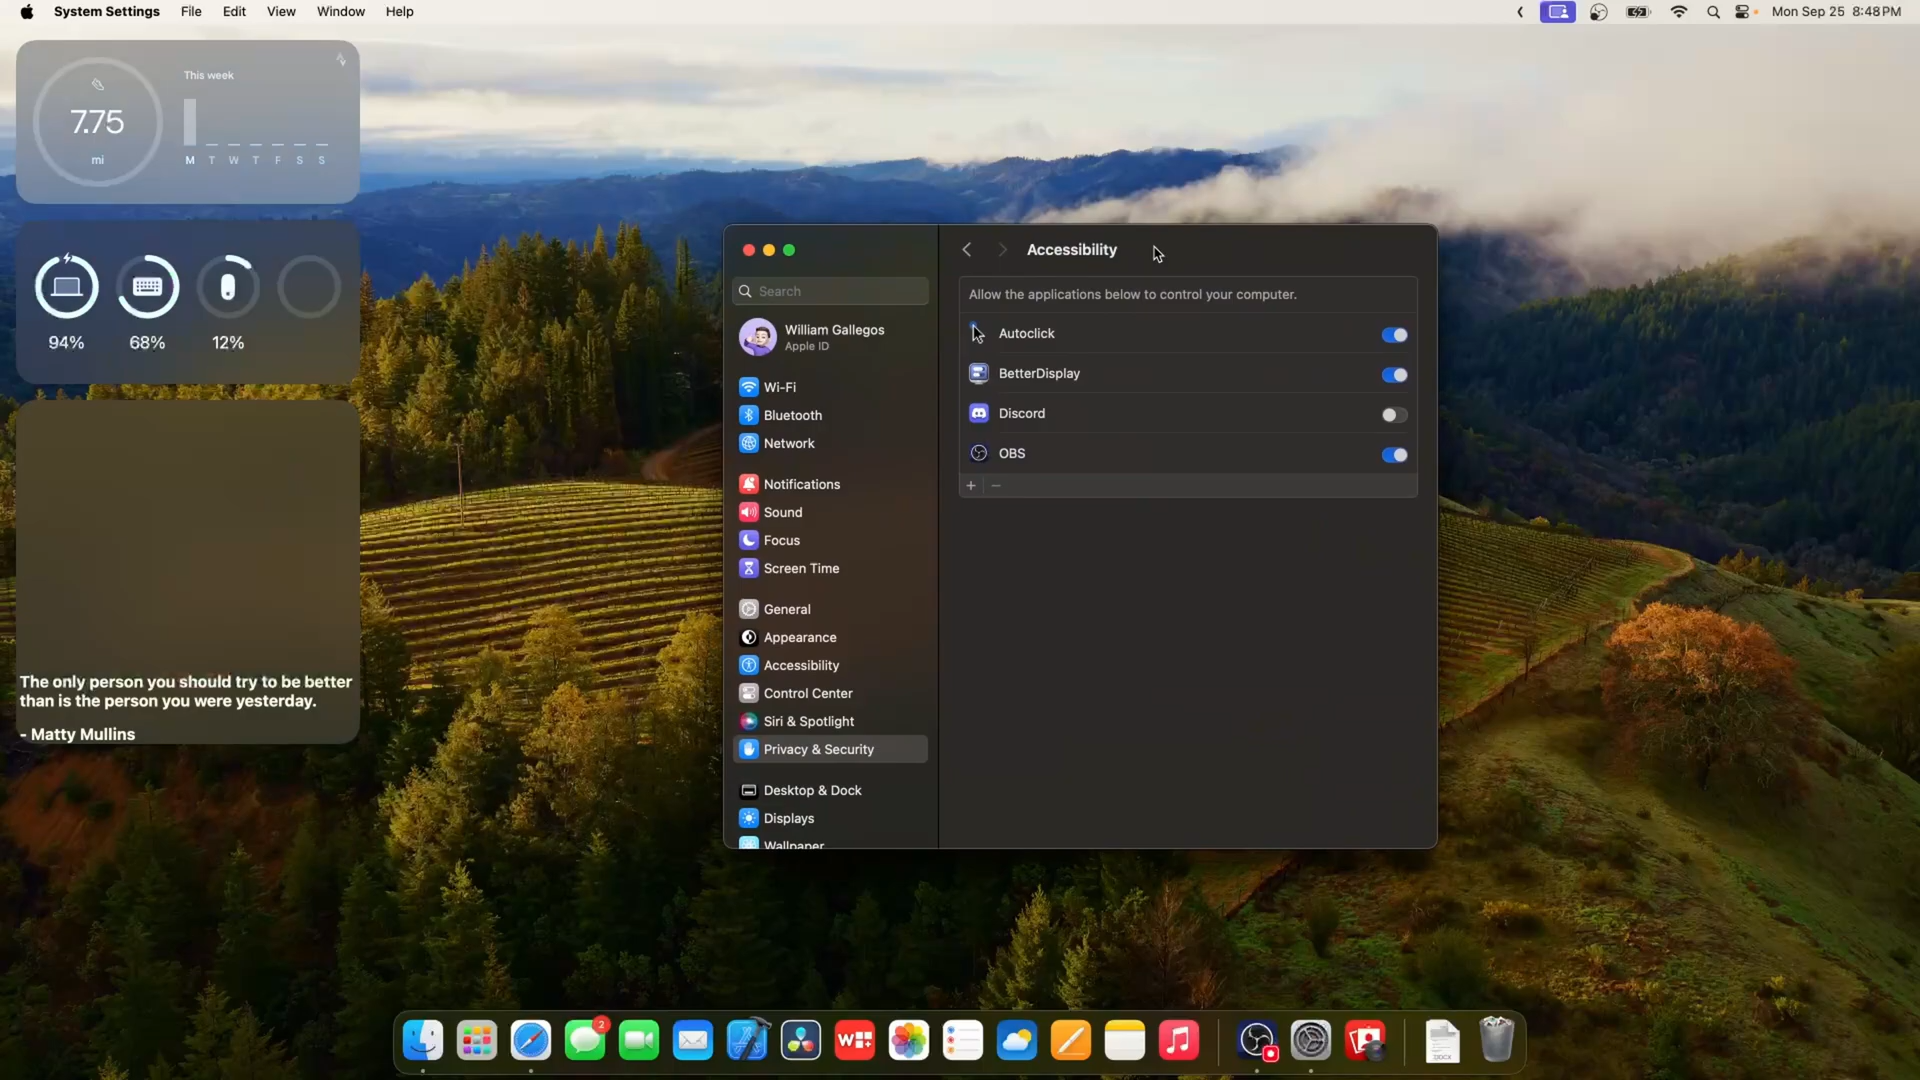 System Settings File Edit View Window Help
Mon Sep 25 8:48 PM
This week
7.75
mi
M T W T F S S
94% 68% 12%
The only person you should try to be better
than is the person you were yesterday.
- Matty Mullins
Search
William Gallegos
Apple ID
Wi-Fi
Bluetooth
Network
Notifications
Sound
Focus
Screen Time
General
Appearance
Accessibility
Control Center
Siri & Spotlight
Privacy & Security
Desktop & Dock
Displays
Wallpaper
Accessibility
Allow the applications below to control your computer.
Autoclick
BetterDisplay
Discord
OBS
+ −
2
W
DOCX